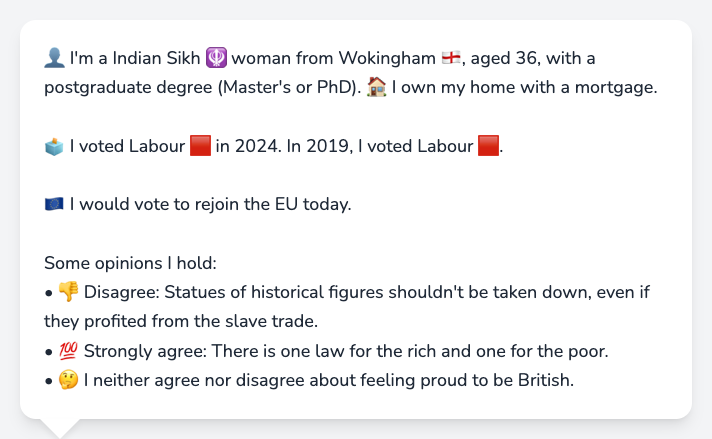 👤 I'm a Indian Sikh 🪯 woman from Wokingham 🏴󠁧󠁢󠁥󠁮󠁧󠁿, aged 36, with a
postgraduate degree (Master's or PhD). 🏠 I own my home with a mortgage.
🗳️ I voted Labour 🟥 in 2024. In 2019, I voted Labour 🟥.
🇪🇺 I would vote to rejoin the EU today.
Some opinions I hold:
• 👎 Disagree: Statues of historical figures shouldn't be taken down, even if
they profited from the slave trade.
• 💯 Strongly agree: There is one law for the rich and one for the poor.
• 🤔 I neither agree nor disagree about feeling proud to be British.